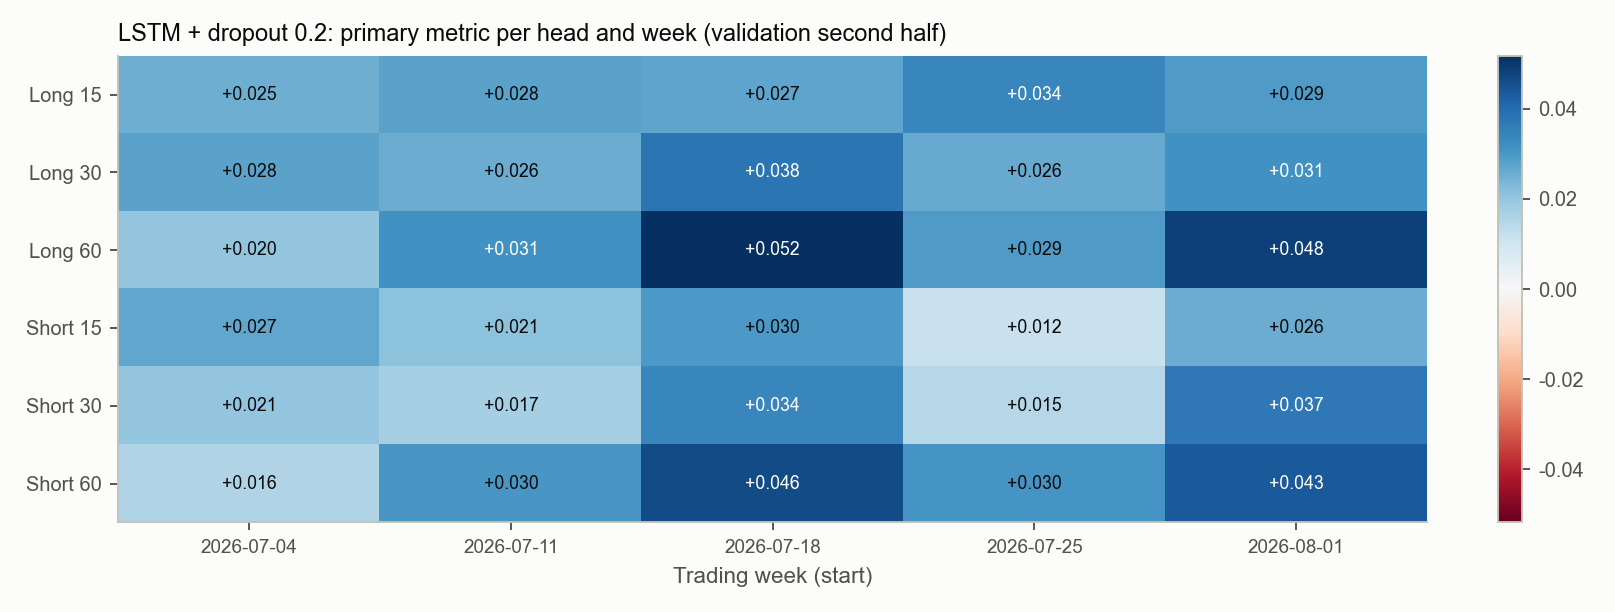 LSTM + dropout 0.2: primary metric per head and week (validation second half)
Long 15 +0.025 +0.028 +0.027 +0.034 +0.029
Long 30 +0.028 +0.026 +0.038 +0.026 +0.031
Long 60 +0.020 +0.031 +0.052 +0.029 +0.048
Short 15 +0.027 +0.021 +0.030 +0.012 +0.026
Short 30 +0.021 +0.017 +0.034 +0.015 +0.037
Short 60 +0.016 +0.030 +0.046 +0.030 +0.043
2026-07-04 2026-07-11 2026-07-18 2026-07-25 2026-08-01
Trading week (start)
0.04
0.02
0.00
-0.02
-0.04